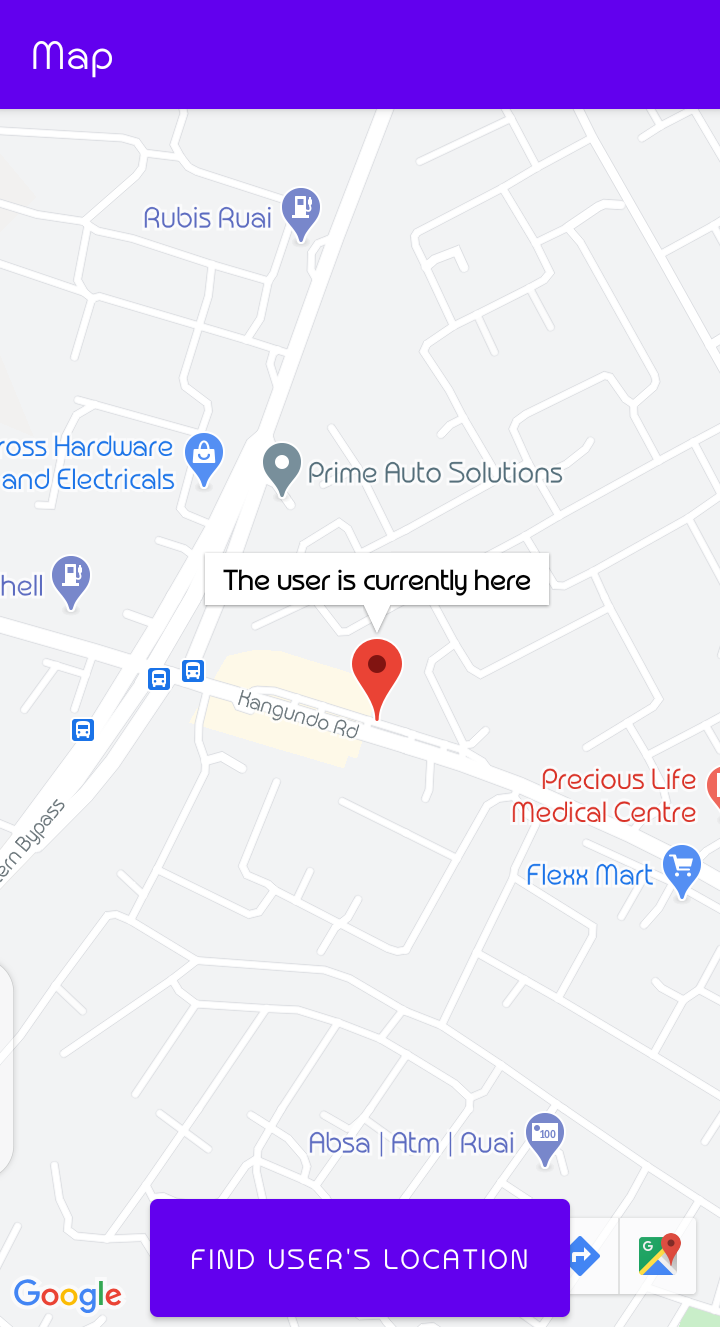 Map
Rubis Ruai
ross Hardware
and Electricals
Prime Auto Solutions
The user is currently here
hell
Kangundo Rd
Precious Life
Medical Centre
ern Bypass
Flexx Mart
Absa | Atm | Ruai
100
FIND USER'S LOCATION
G
Google